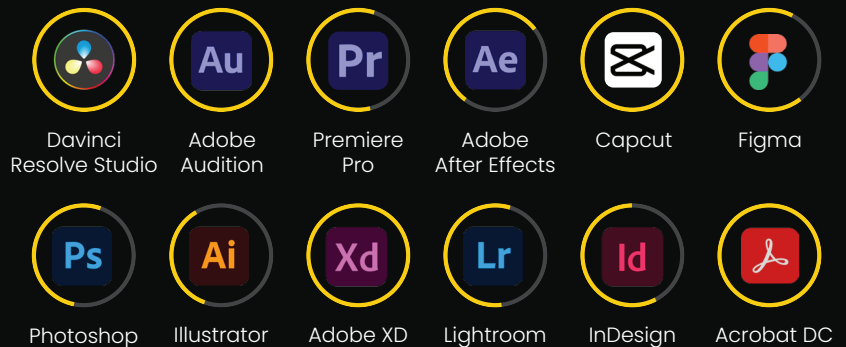 Au
Pr
Ae
Davinci
Resolve Studio
Adobe
Audition
Premiere
Pro
Adobe
After Effects
Capcut
Figma
Ps
Ai
Xd
Lr
Id
Photoshop
Illustrator
Adobe XD
Lightroom
InDesign
Acrobat DC